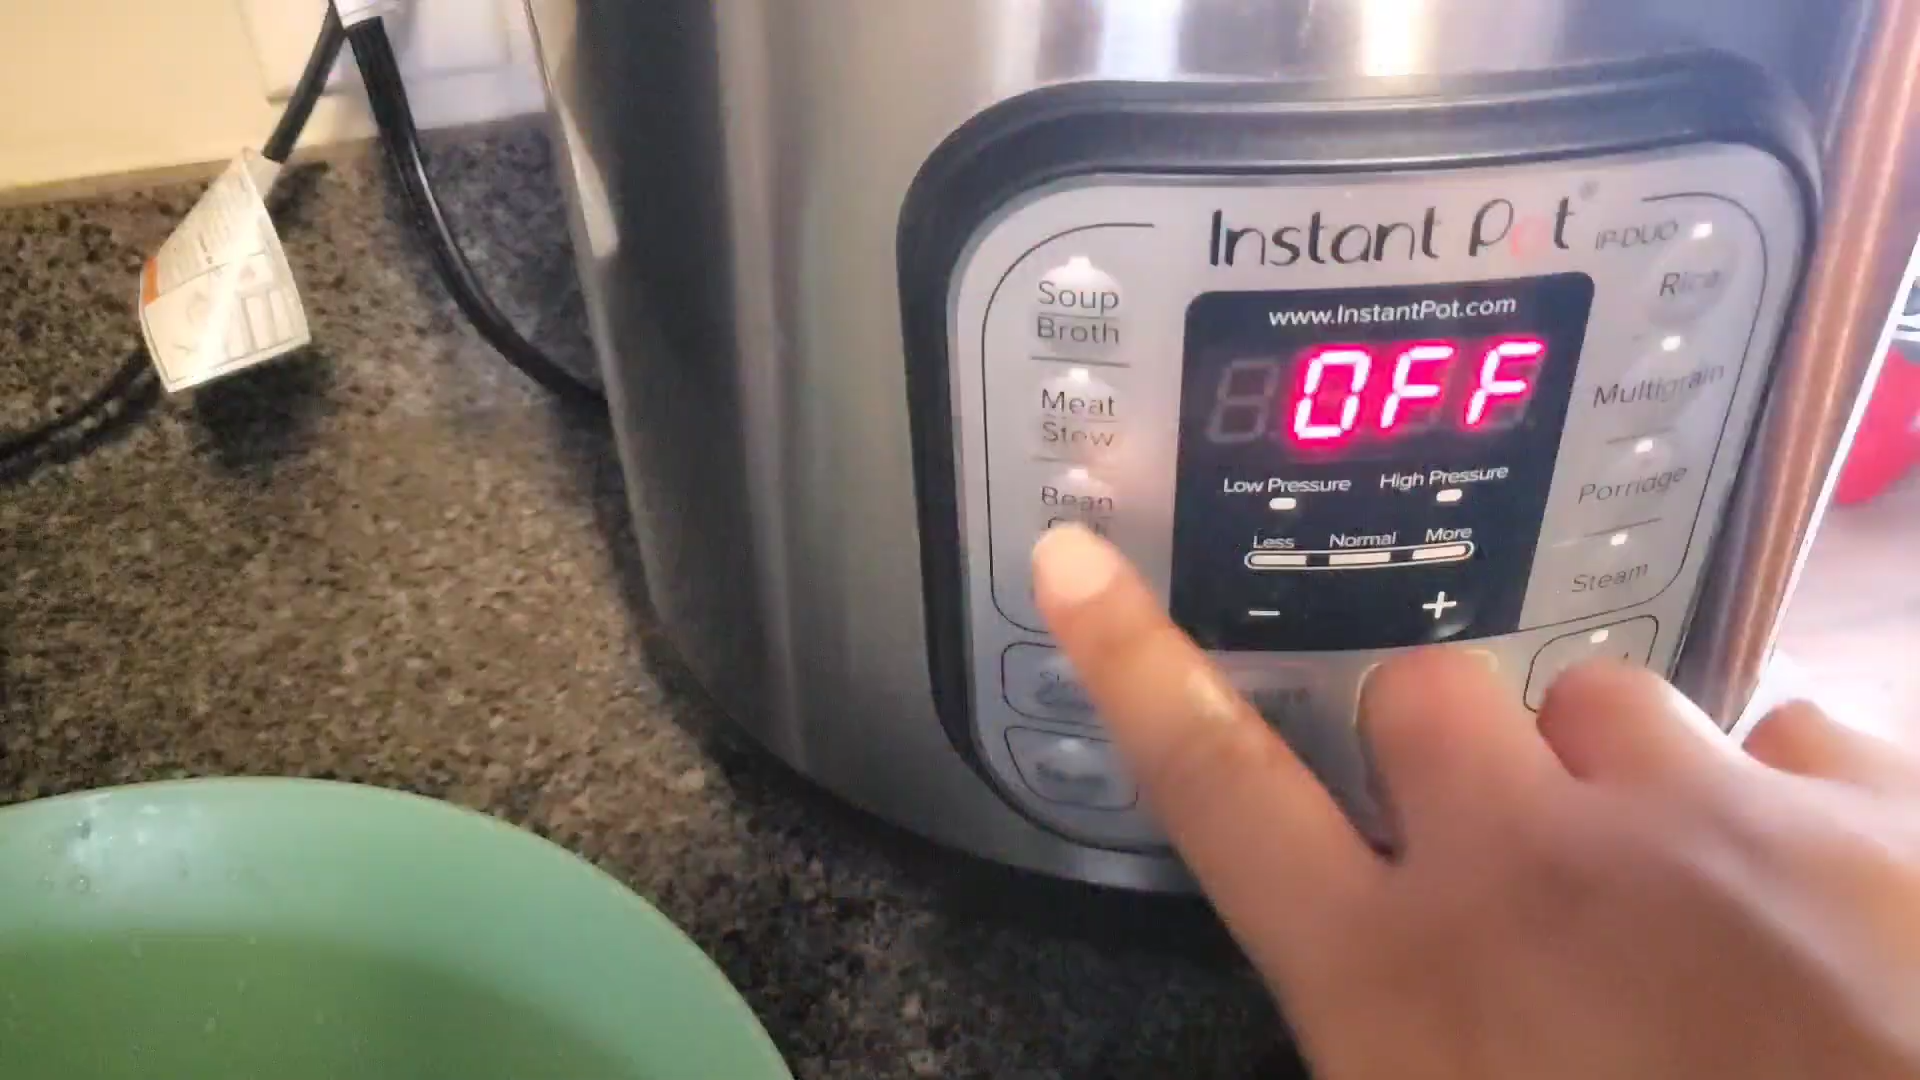 Instant Pot®
IP-DUO
www.InstantPot.com
OFF
Low Pressure
High Pressure
Less
Normal
More
−
+
Soup
Broth
Meat
Stew
Bean
Rice
Multigrain
Porridge
Steam